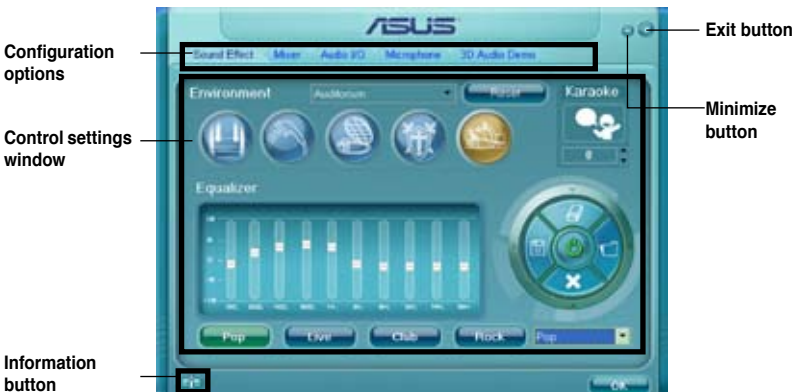 ASUS
Exit button
Configuration
options
Sound Effect Mixer Audio I/O Microphone 3D Audio Demo
Minimize
button
Environment Auditorium Reset Karaoke
Control settings
window
0
Equalizer
Pop Live Club Rock Pop
Information
button
OK